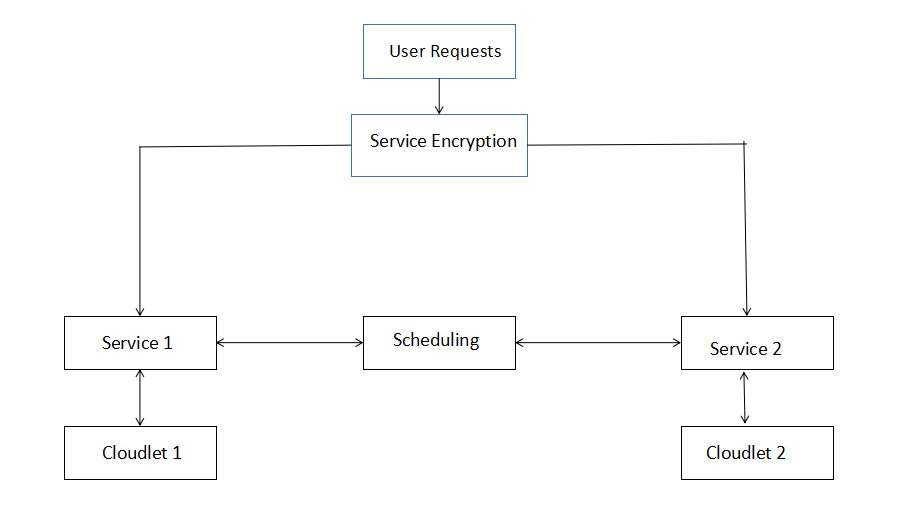 User Requests
Service Encryption
Service 1
Scheduling
Service 2
Cloudlet 1
Cloudlet 2